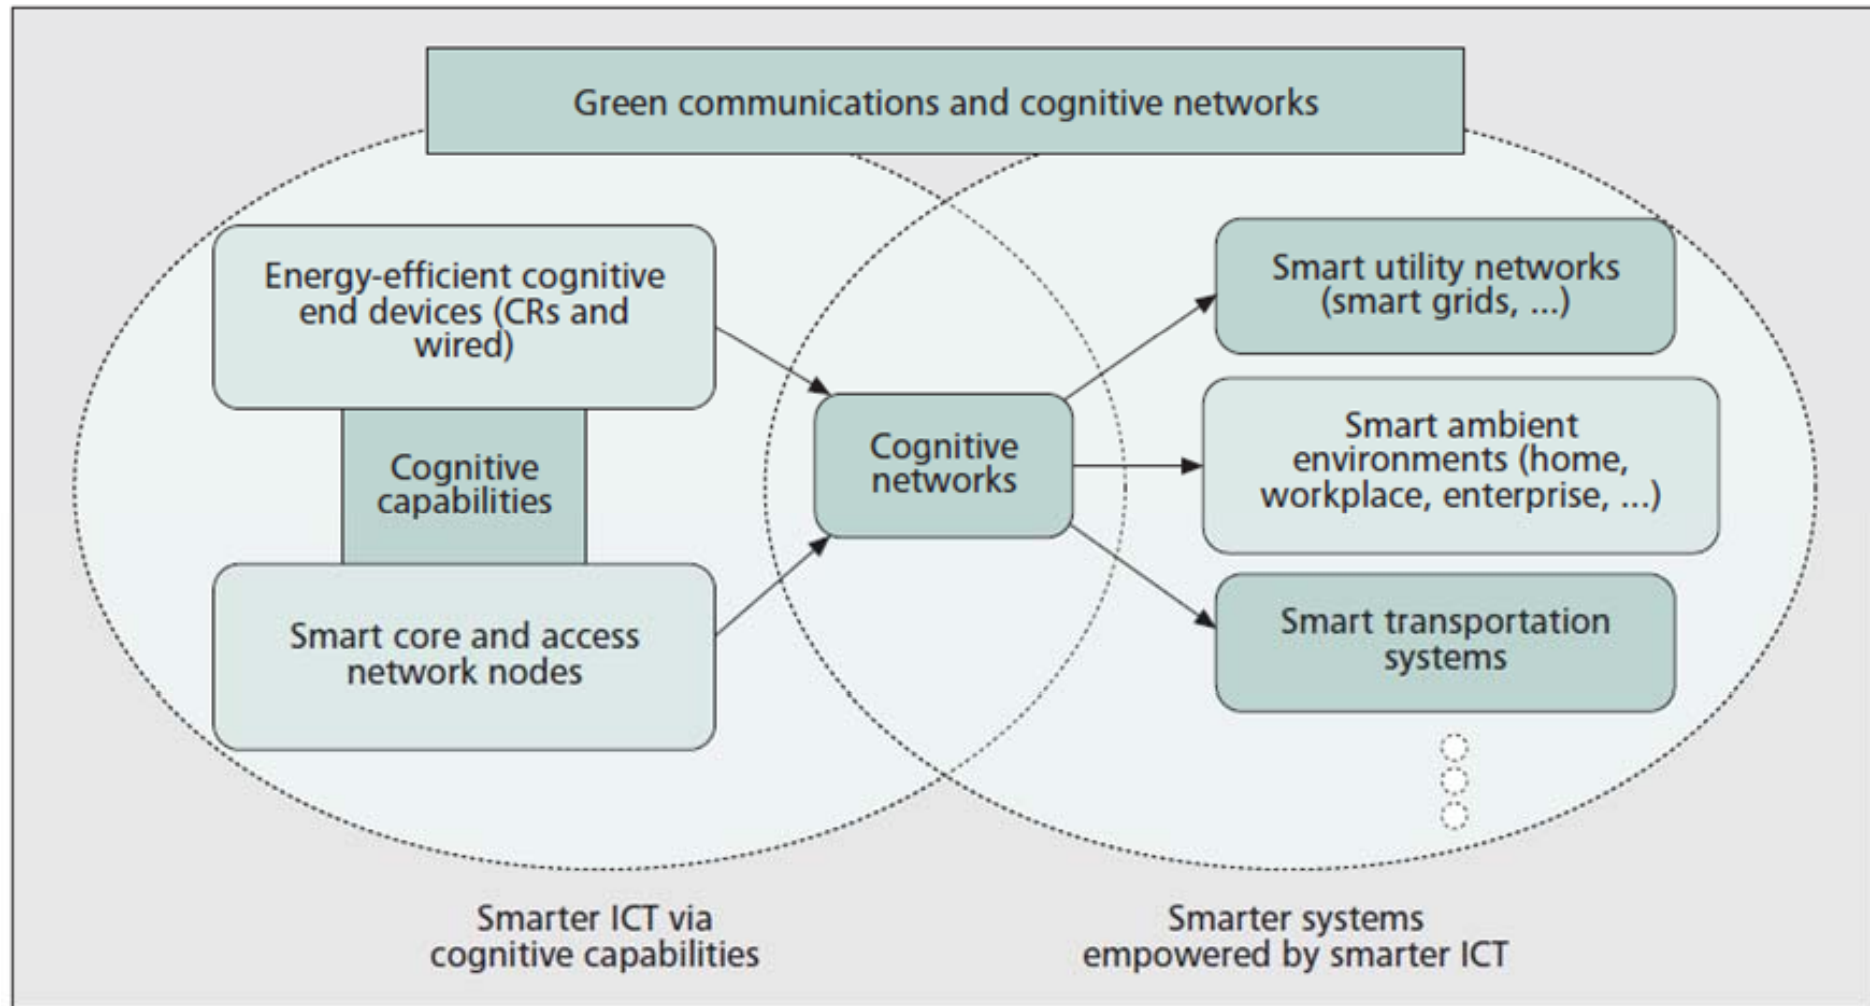 Green communications and cognitive networks
Energy-efficient cognitive
end devices (CRs and
wired)
Cognitive
capabilities
Smart core and access
network nodes
Cognitive
networks
Smart utility networks
(smart grids, ...)
Smart ambient
environments (home,
workplace, enterprise, ...)
Smart transportation
systems
Smarter ICT via
cognitive capabilities
Smarter systems
empowered by smarter ICT